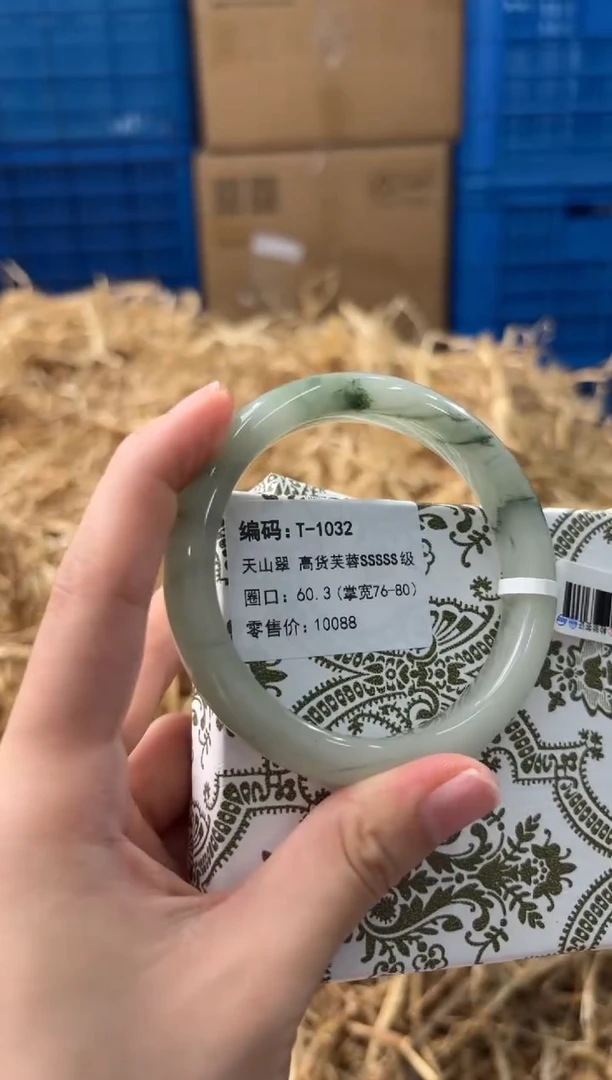 编码:T-1032
天山翠 高货芙蓉SSSSS级
圈口: 60.3(掌宽76-80)
零售价: 10088